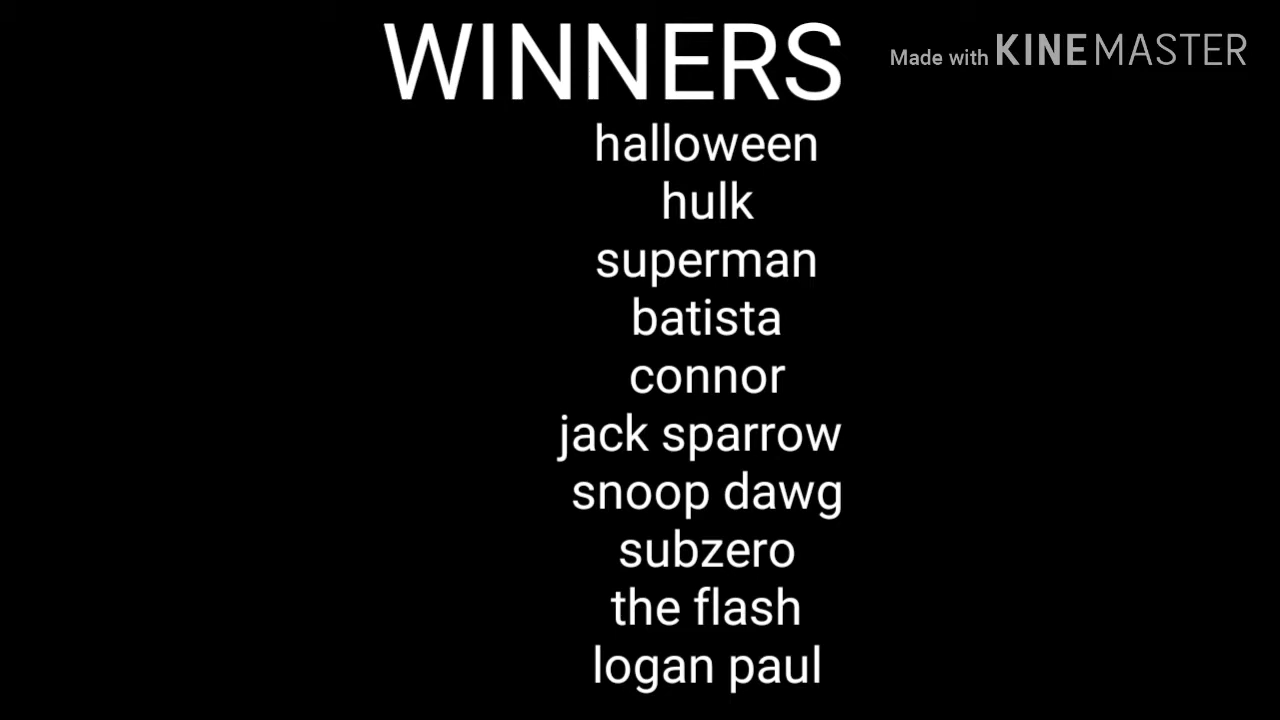 WINNERS
Made with KINEMASTER
halloween
hulk
superman
batista
connor
jack sparrow
snoop dawg
subzero
the flash
logan paul